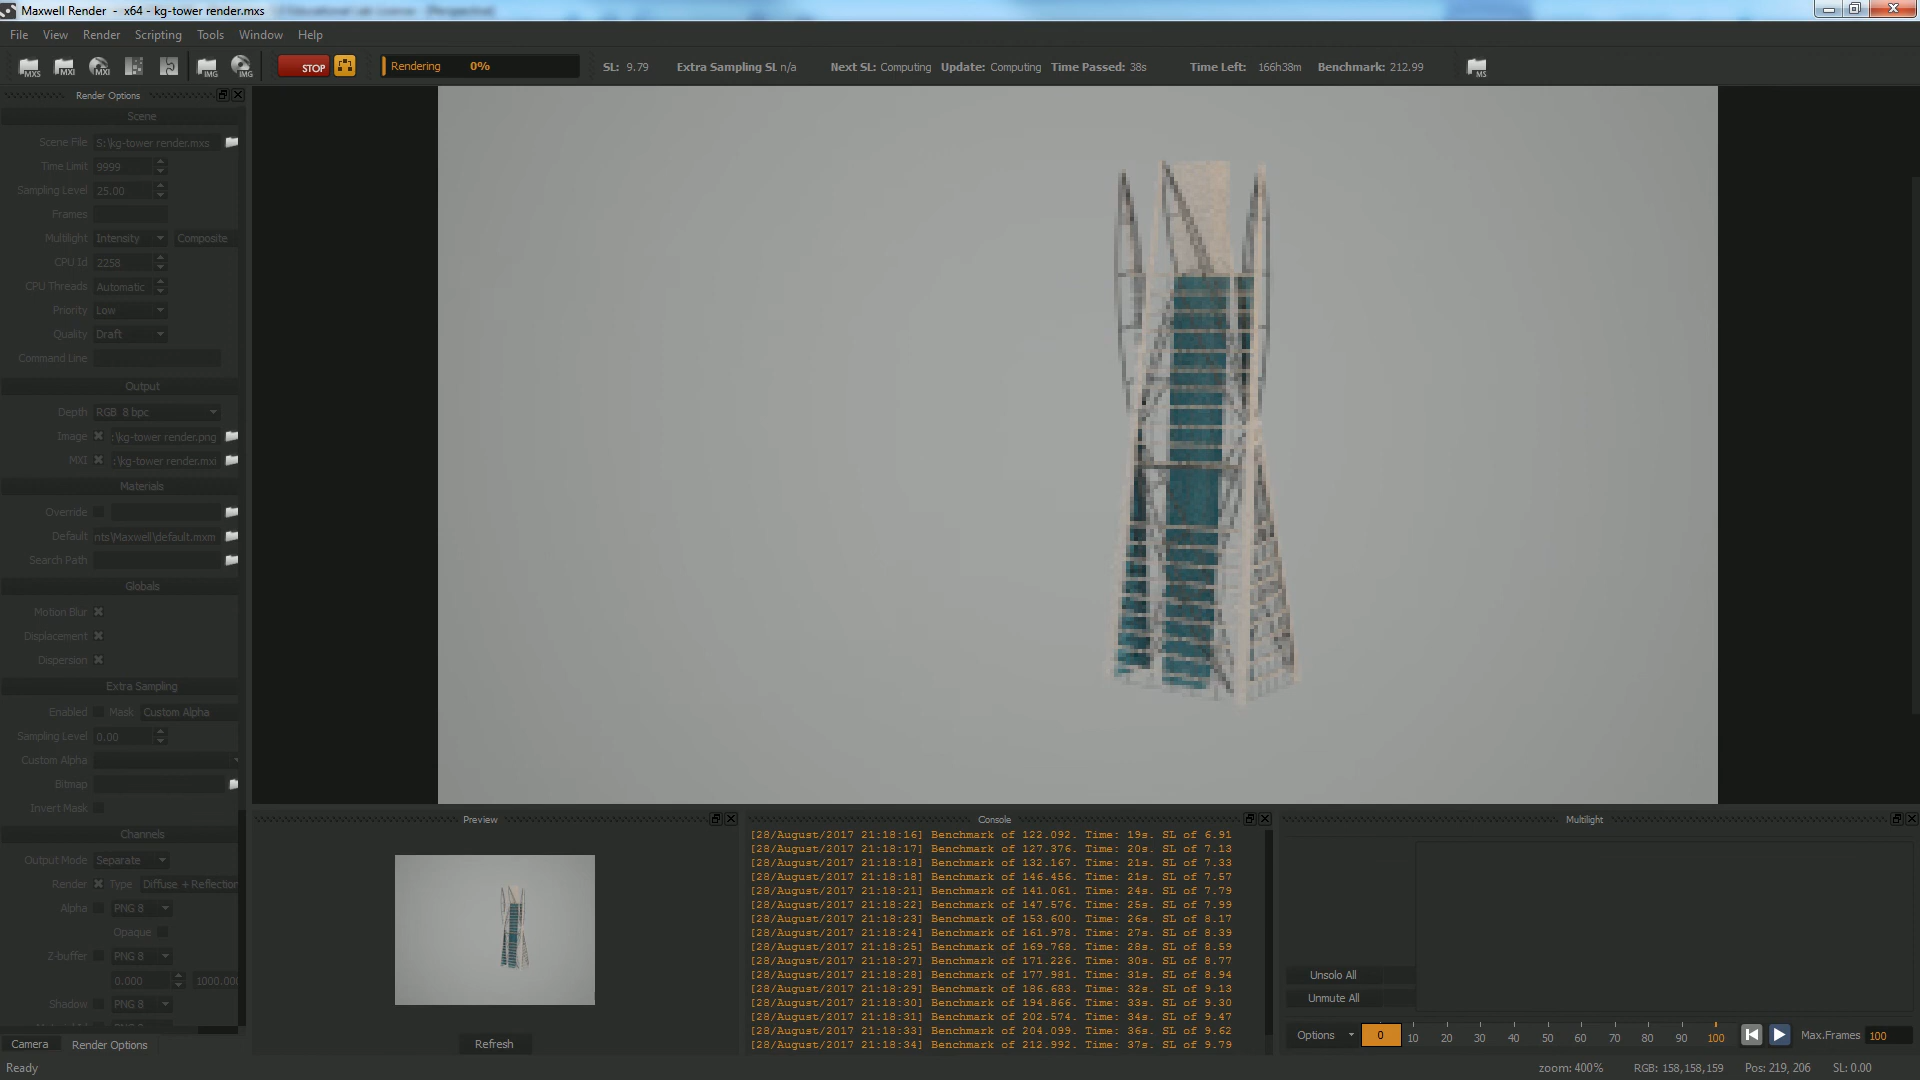 Maxwell Render - x64 - kg-tower render.mxs
File View Render Scripting Tools Window Help
MXS MXI MXI IMG IMG STOP Rendering 0% SL: 9.79 Extra Sampling SL n/a Next SL: Computing Update: Computing Time Passed: 38s Time Left: 166h38m Benchmark: 212.99 MS
Render Options
Scene
Scene File S:\kg-tower render.mxs
Time Limit 9999
Sampling Level 25.00
Frames
Multilight Intensity Composite
CPU Id 2258
CPU Threads Automatic
Priority Low
Quality Draft
Command Line
Output
Depth RGB 8 bpc
Image :\kg-tower render.png
MXI :\kg-tower render.mxi
Materials
Override
Default nts\Maxwell\default.mxm
Search Path
Globals
Motion Blur
Displacement
Dispersion
Extra Sampling
Enabled Mask Custom Alpha
Sampling Level 0.00
Custom Alpha
Bitmap
Invert Mask
Channels
Output Mode Separate
Render Type Diffuse + Reflection
Alpha PNG 8
Opaque
Z-buffer PNG 8
0.000 1000.000
Shadow PNG 8
Camera Render Options
Ready
Preview
Refresh
Console
[28/August/2017 21:18:16] Benchmark of 122.092. Time: 19s. SL of 6.91
[28/August/2017 21:18:17] Benchmark of 127.376. Time: 20s. SL of 7.13
[28/August/2017 21:18:18] Benchmark of 132.167. Time: 21s. SL of 7.33
[28/August/2017 21:18:18] Benchmark of 146.456. Time: 21s. SL of 7.57
[28/August/2017 21:18:21] Benchmark of 141.061. Time: 24s. SL of 7.79
[28/August/2017 21:18:22] Benchmark of 147.576. Time: 25s. SL of 7.99
[28/August/2017 21:18:23] Benchmark of 153.600. Time: 26s. SL of 8.17
[28/August/2017 21:18:24] Benchmark of 161.978. Time: 27s. SL of 8.39
[28/August/2017 21:18:25] Benchmark of 169.768. Time: 28s. SL of 8.59
[28/August/2017 21:18:27] Benchmark of 171.226. Time: 30s. SL of 8.77
[28/August/2017 21:18:28] Benchmark of 177.981. Time: 31s. SL of 8.94
[28/August/2017 21:18:29] Benchmark of 186.683. Time: 32s. SL of 9.13
[28/August/2017 21:18:30] Benchmark of 194.866. Time: 33s. SL of 9.30
[28/August/2017 21:18:31] Benchmark of 202.574. Time: 34s. SL of 9.47
[28/August/2017 21:18:33] Benchmark of 204.099. Time: 36s. SL of 9.62
[28/August/2017 21:18:34] Benchmark of 212.992. Time: 37s. SL of 9.79
Multilight
Unsolo All
Unmute All
Options 0 10 20 30 40 50 60 70 80 90 100 Max.Frames 100
zoom: 400% RGB: 158,158,159 Pos: 219, 206 SL: 0.00